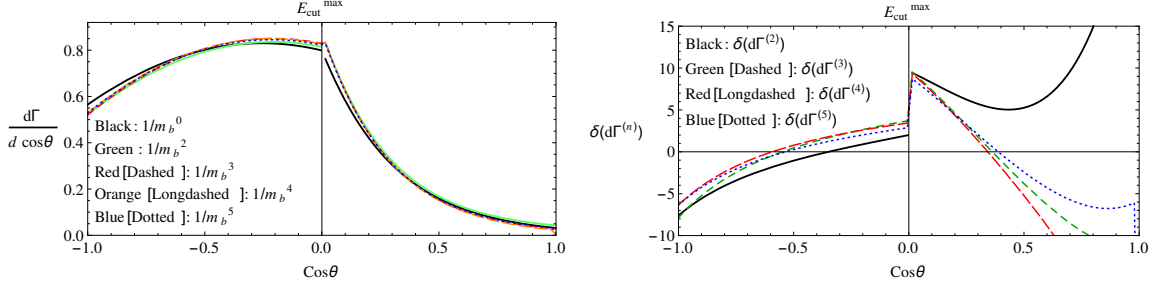 E_cut^max
dΓ
d cosθ
0.8
0.6
0.4
0.2
0.0
Black: 1/m_b^0
Green : 1/m_b^2
Red [Dashed ]: 1/m_b^3
Orange [Longdashed ]: 1/m_b^4
Blue [Dotted ]: 1/m_b^5
-1.0 -0.5 0.0 0.5 1.0
Cosθ
E_cut^max
δ(dΓ^(n))
15
10
5
0
-5
-10
Black : δ(dΓ^(2))
Green [Dashed ]: δ(dΓ^(3))
Red [Longdashed ]: δ(dΓ^(4))
Blue [Dotted ]: δ(dΓ^(5))
-1.0 -0.5 0.0 0.5 1.0
Cosθ